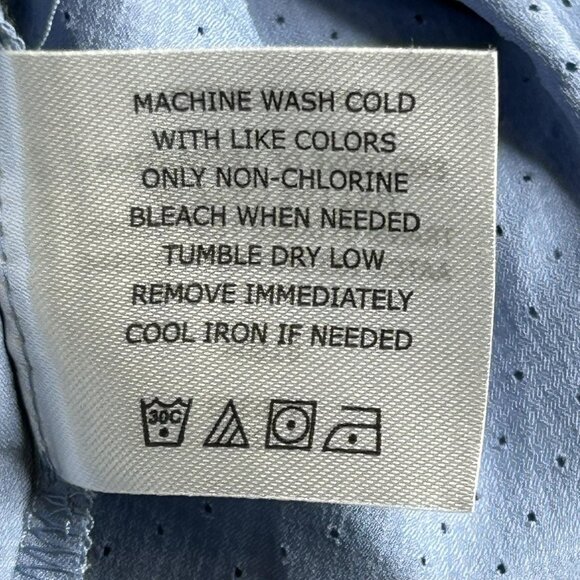 MACHINE WASH COLD
WITH LIKE COLORS
ONLY NON-CHLORINE
BLEACH WHEN NEEDED
TUMBLE DRY LOW
REMOVE IMMEDIATELY
COOL IRON IF NEEDED
30C